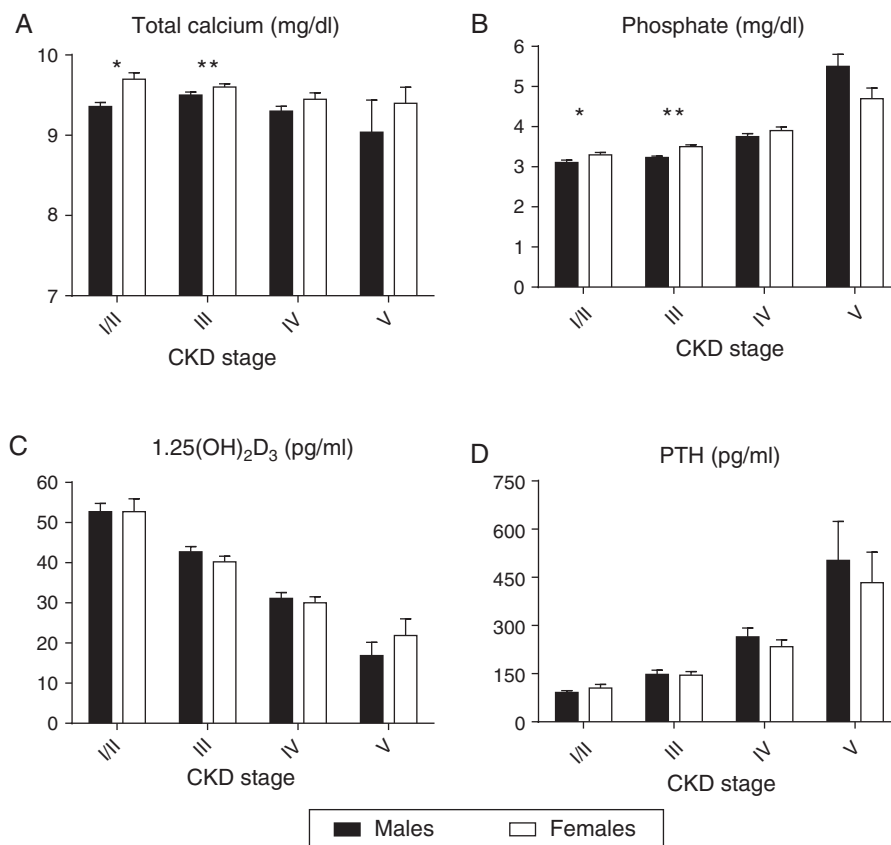 A
Total calcium (mg/dl)
10
9
8
7
* **
I/II III IV V
CKD stage
B
Phosphate (mg/dl)
6
5
4
3
2
1
0
* **
I/II III IV V
CKD stage
C
1.25(OH)₂D₃ (pg/ml)
60
50
40
30
20
10
0
I/II III IV V
CKD stage
D
PTH (pg/ml)
750
600
450
300
150
0
I/II III IV V
CKD stage
Males Females